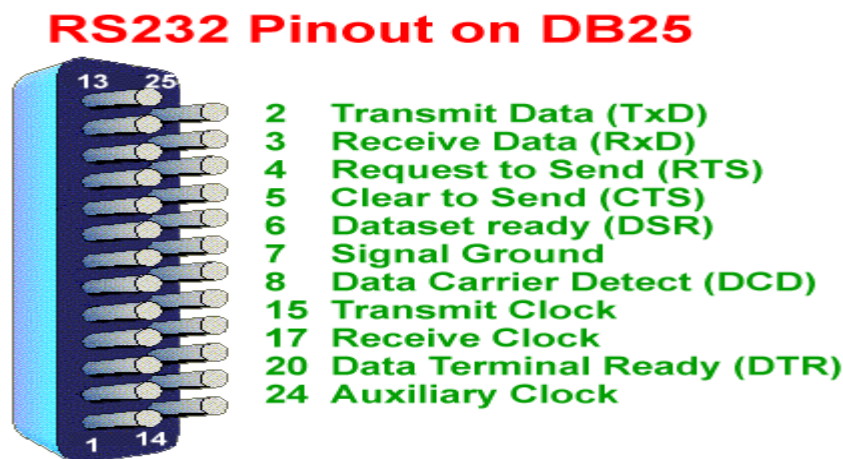 RS232 Pinout on DB25
13 25
2 Transmit Data (TxD)
3 Receive Data (RxD)
4 Request to Send (RTS)
5 Clear to Send (CTS)
6 Dataset ready (DSR)
7 Signal Ground
8 Data Carrier Detect (DCD)
15 Transmit Clock
17 Receive Clock
20 Data Terminal Ready (DTR)
24 Auxiliary Clock
1 14